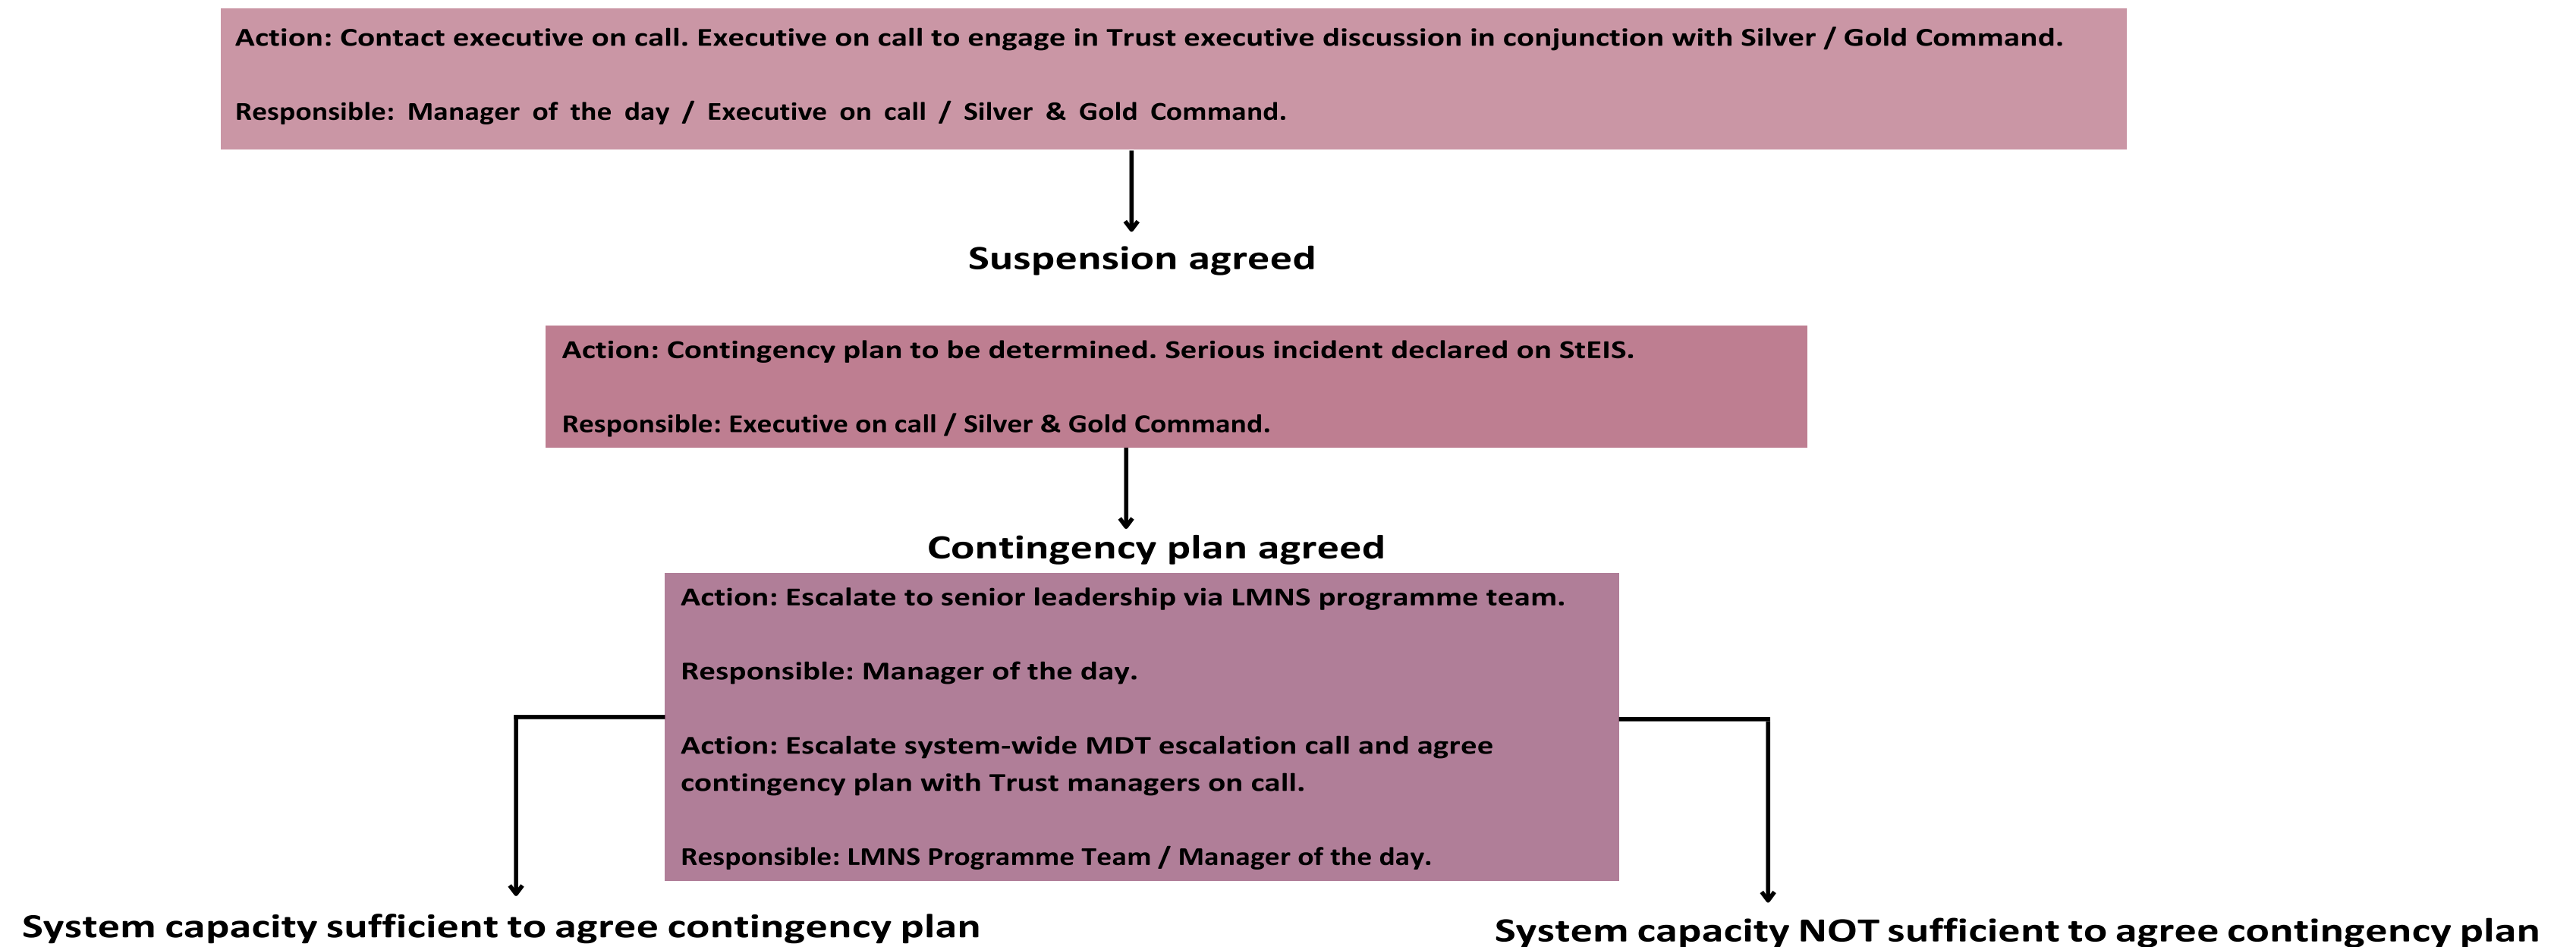 Action: Contact executive on call. Executive on call to engage in Trust executive discussion in conjunction with Silver / Gold Command.
Responsible: Manager of the day / Executive on call / Silver & Gold Command.
Suspension agreed
Action: Contingency plan to be determined. Serious incident declared on StEIS.
Responsible: Executive on call / Silver & Gold Command.
Contingency plan agreed
Action: Escalate to senior leadership via LMNS programme team.
Responsible: Manager of the day.
Action: Escalate system-wide MDT escalation call and agree
contingency plan with Trust managers on call.
Responsible: LMNS Programme Team / Manager of the day.
System capacity sufficient to agree contingency plan
System capacity NOT sufficient to agree contingency plan